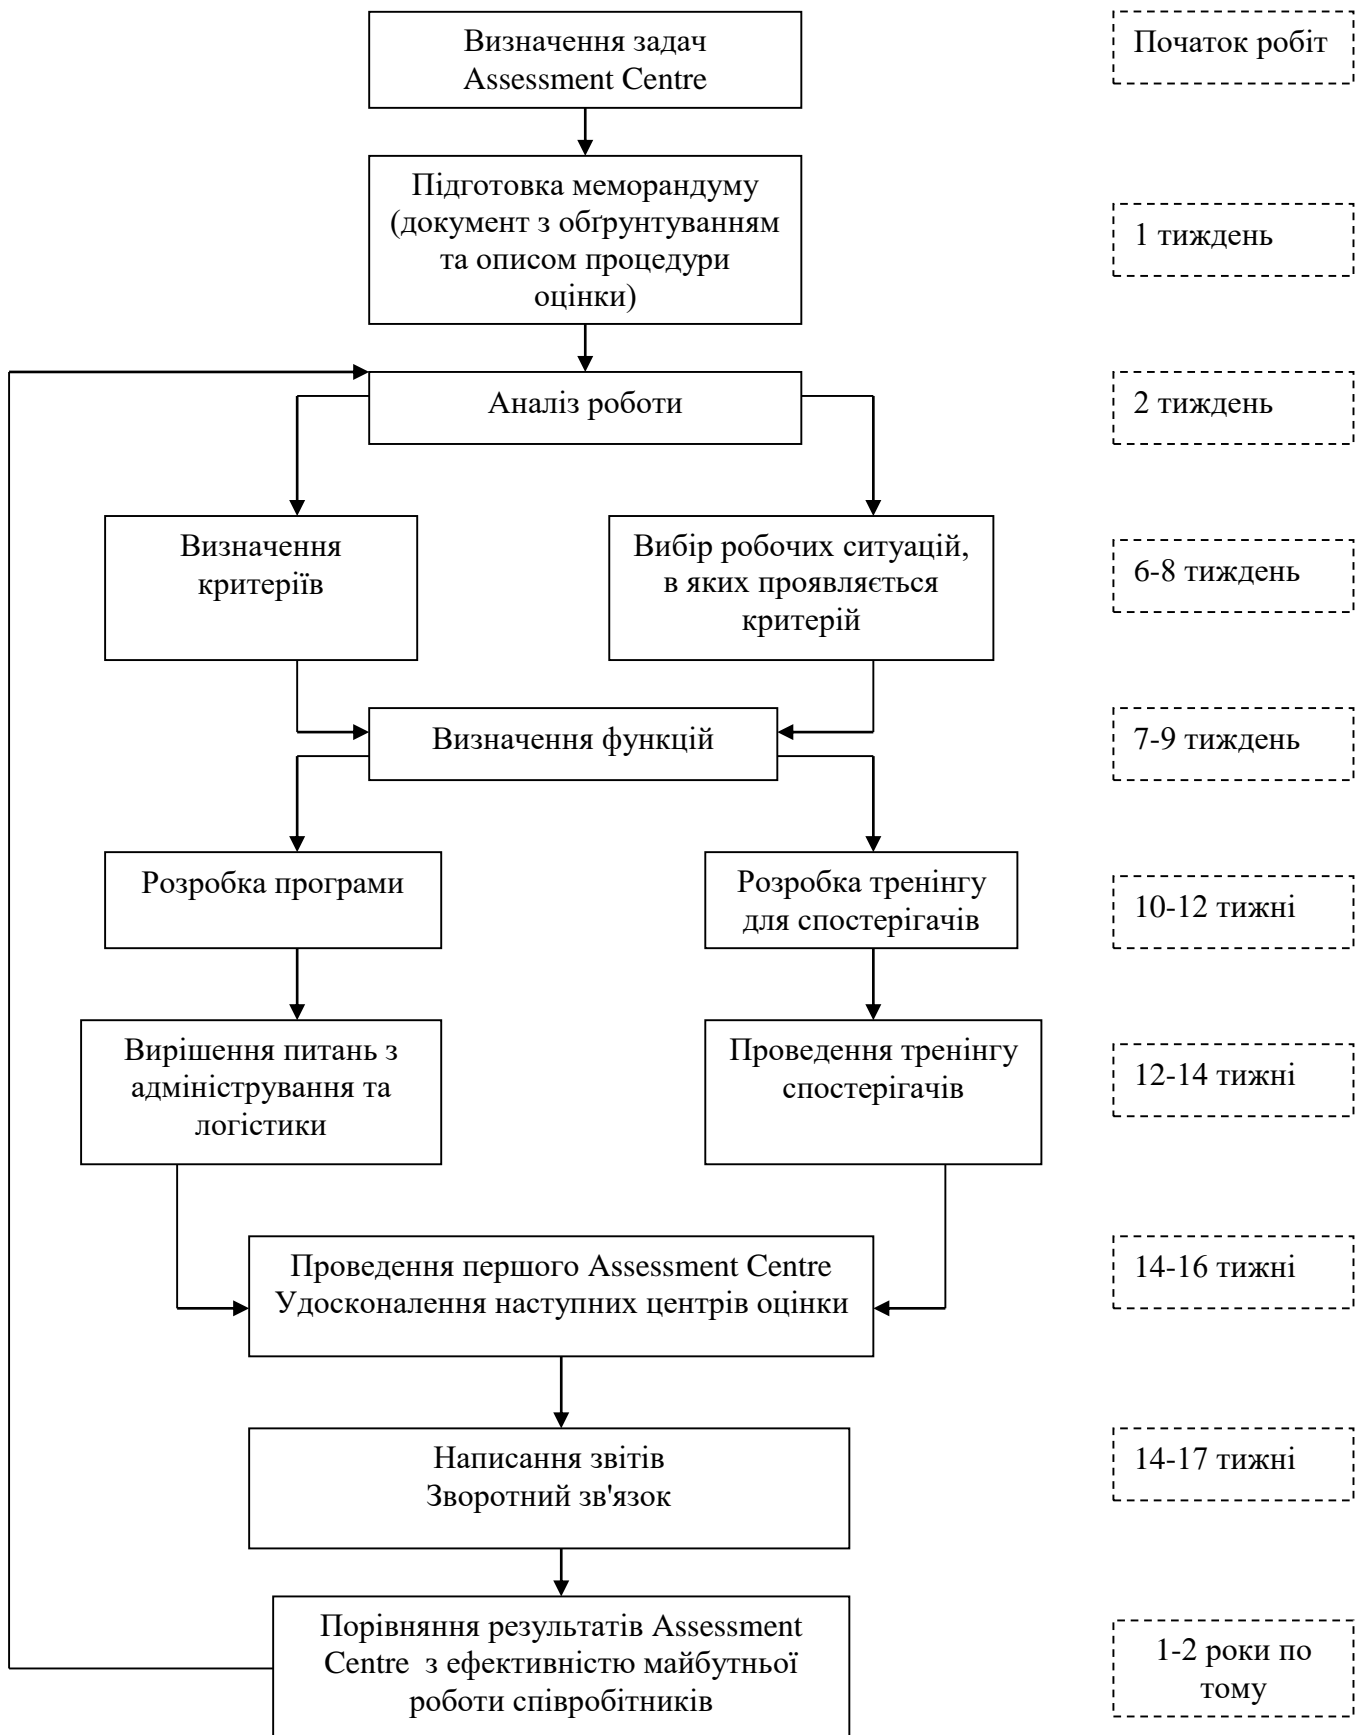 Визначення задач
Assessment Centre
Початок робіт
Підготовка меморандуму
(документ з обґрунтуванням
та описом процедури
оцінки)
1 тиждень
Аналіз роботи
2 тиждень
Визначення
критеріїв
Вибір робочих ситуацій,
в яких проявляється
критерій
6-8 тиждень
Визначення функцій
7-9 тиждень
Розробка програми
Розробка тренінгу
для спостерігачів
10-12 тижні
Вирішення питань з
адміністрування та
логістики
Проведення тренінгу
спостерігачів
12-14 тижні
Проведення першого Assessment Centre
Удосконалення наступних центрів оцінки
14-16 тижні
Написання звітів
Зворотний зв'язок
14-17 тижні
Порівняння результатів Assessment
Centre з ефективністю майбутньої
роботи співробітників
1-2 роки по
тому